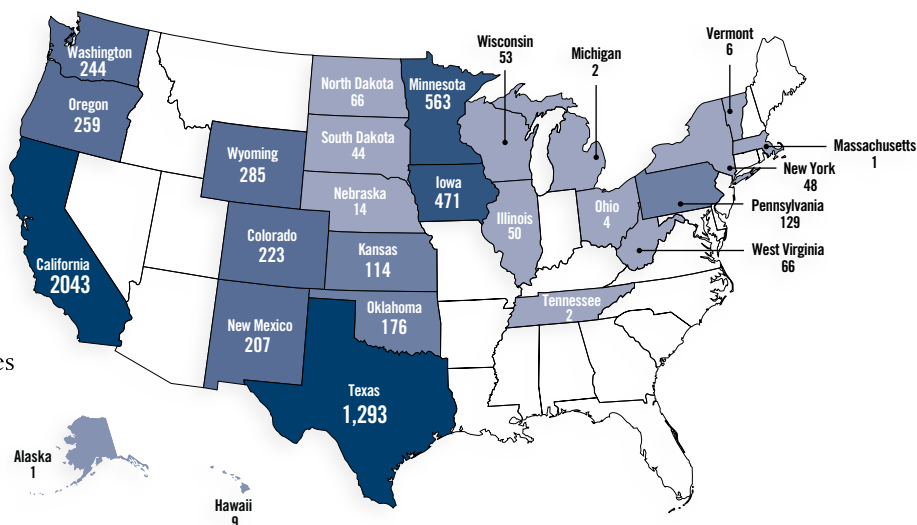 Washington
244
Oregon
259
California
2043
Wyoming
285
Colorado
223
New Mexico
207
North Dakota
66
South Dakota
44
Nebraska
14
Kansas
114
Oklahoma
176
Texas
1,293
Minnesota
563
Iowa
471
Wisconsin
53
Illinois
50
Michigan
2
Ohio
4
Tennessee
2
Vermont
6
Massachusetts
1
New York
48
Pennsylvania
129
West Virginia
66
es
Alaska
1
Hawaii
9